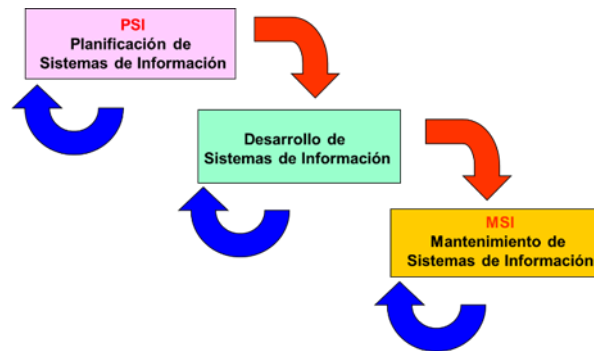 PSI
Planificación de
Sistemas de Información
Desarrollo de
Sistemas de Información
MSI
Mantenimiento de
Sistemas de Información